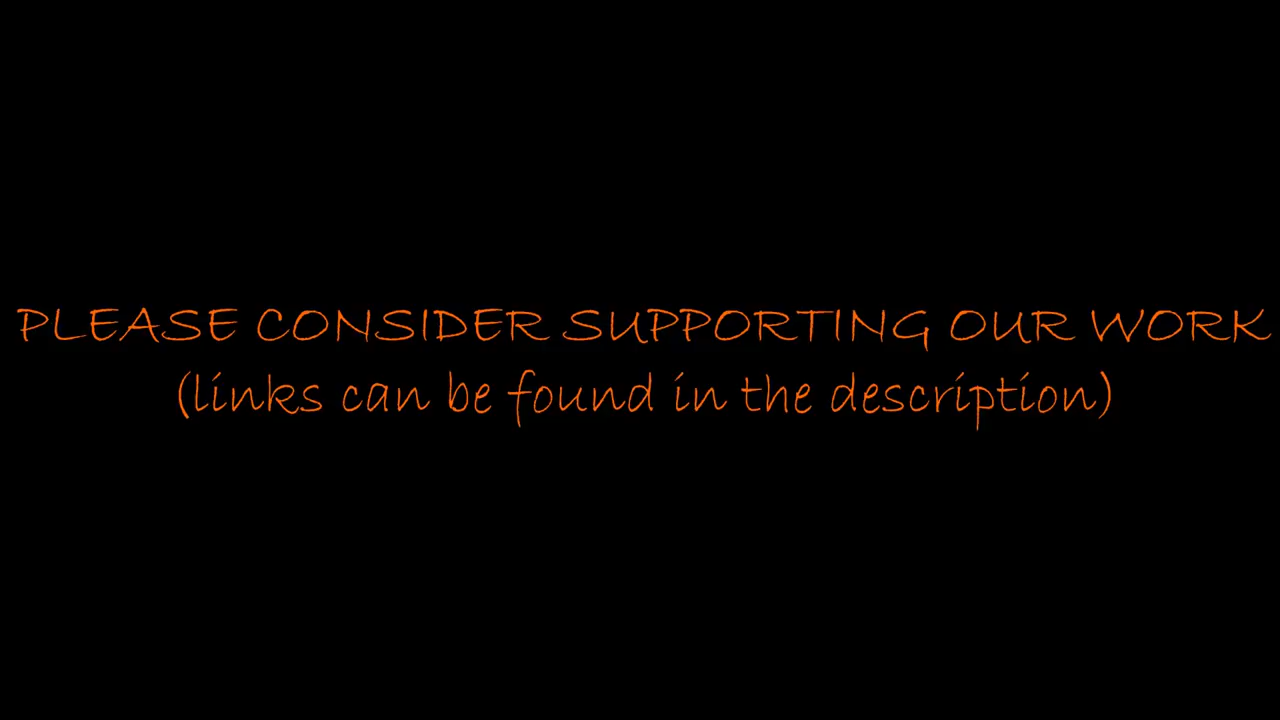 PLEASE CONSIDER SUPPORTING OUR WORK
(links can be found in the description)